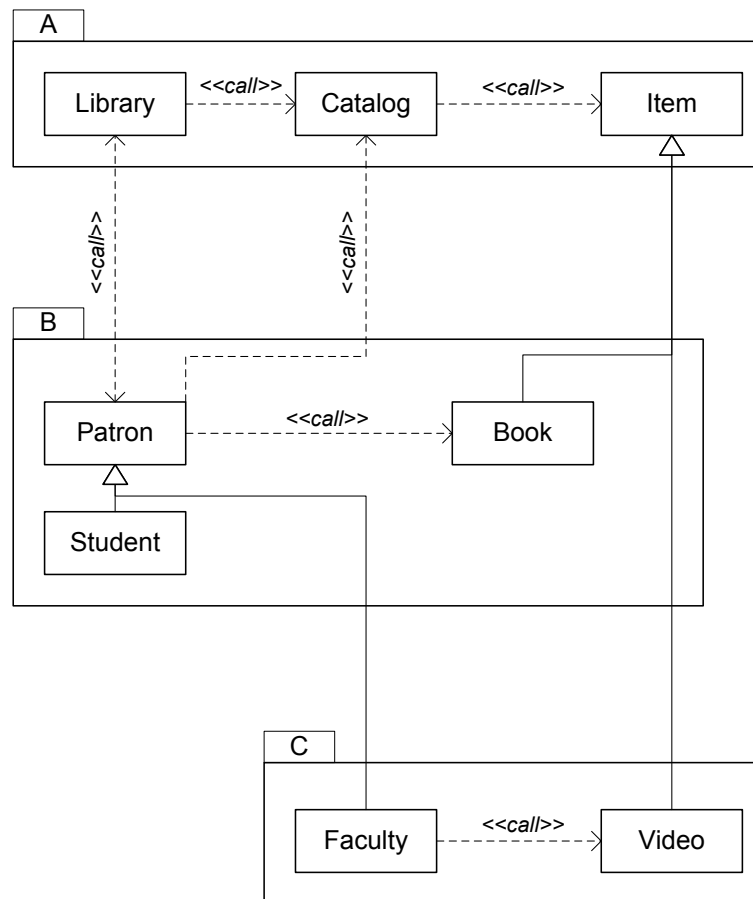 A
<<call>>
<<call>>
Library
Catalog
Item
<<call>>
<<call>>
B
Patron
<<call>>
Book
Student
C
Faculty
<<call>>
Video